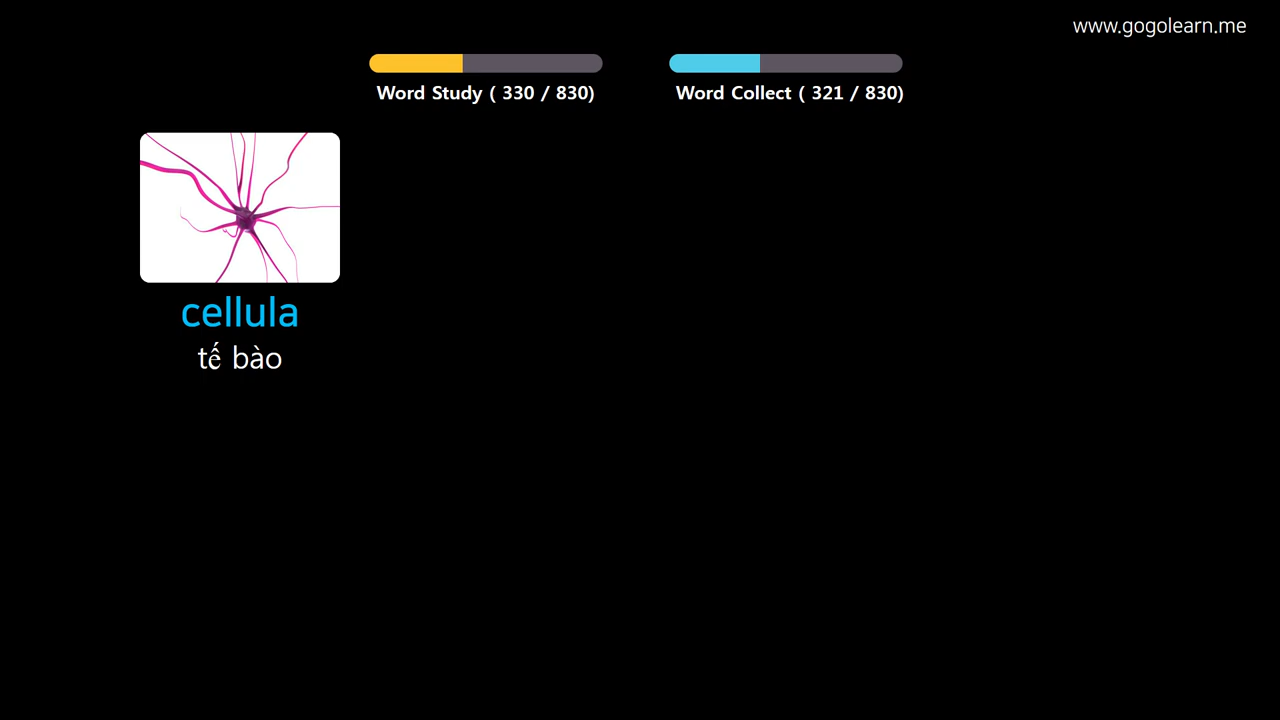 www.gogolearn.me
Word Study ( 330 / 830)
Word Collect ( 321 / 830)
cellula
tế bào